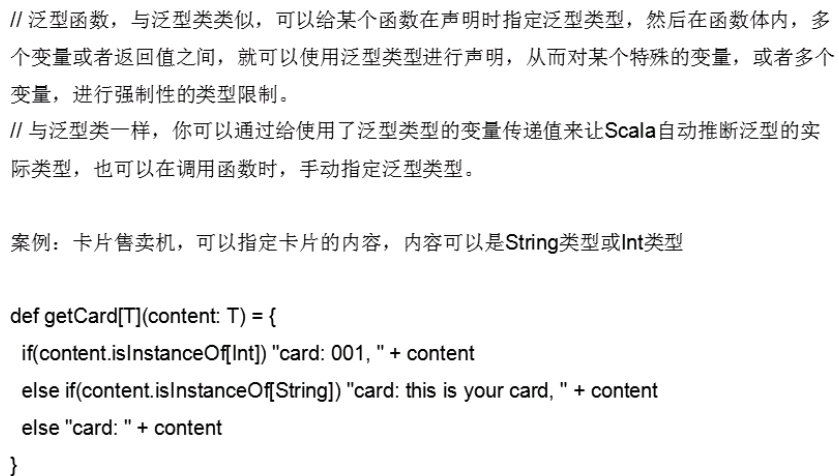 // 泛型函数，与泛型类类似，可以给某个函数在声明时指定泛型类型，然后在函数体内，多
个变量或者返回值之间，就可以使用泛型类型进行声明，从而对某个特殊的变量，或者多个
变量，进行强制性的类型限制。
// 与泛型类一样，你可以通过给使用了泛型类型的变量传递值来让Scala自动推断泛型的实
际类型，也可以在调用函数时，手动指定泛型类型。
案例：卡片售卖机，可以指定卡片的内容，内容可以是String类型或Int类型
def getCard[T](content: T) = {
if(content.isInstanceOf[Int]) "card: 001, " + content
else if(content.isInstanceOf[String]) "card: this is your card, " + content
else "card: " + content
}